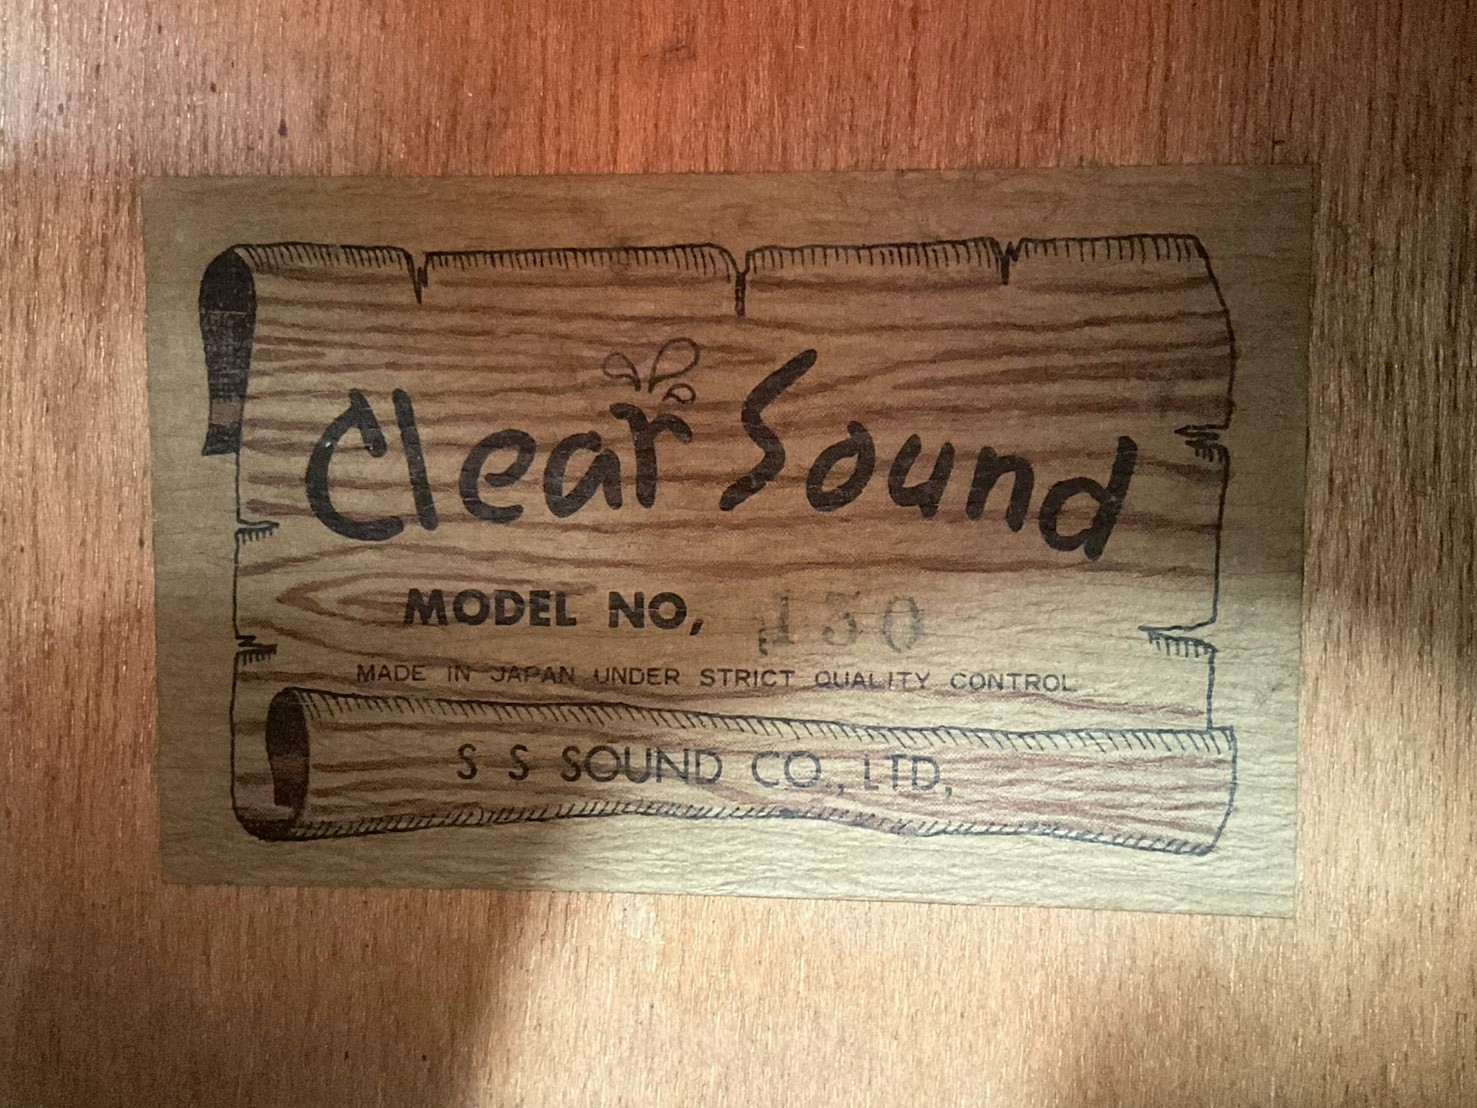 Clear Sound
MODEL NO, 130
MADE IN JAPAN UNDER STRICT QUALITY CONTROL
S S SOUND CO., LTD,